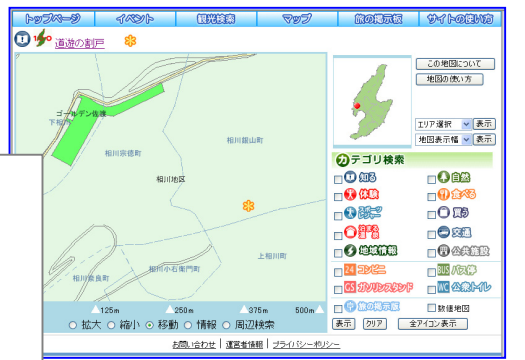 トップページ イベント 観光検索 マップ 旅の掲示板 サイトの使い方
道遊の割戸
この地図について
地図の使い方
エリア選択 表示
地図表示幅 表示
ゴールデン佐渡
相川宗徳町
相川銀山町
相川地区
上相川町
相川小右衛門町
相川奈良町
カテゴリ検索
知る 自然
体験 食べる
買う
交通
地域情報 公共施設
24 コンビニ BUS バス停
GS ガソリンスタンド WC 公衆トイレ
旅の掲示板 数値地図
表示 クリア 全アイコン表示
125m 250m 375m 500m
拡大 縮小 移動 情報 周辺検索
お問い合わせ | 運営者情報 | プライバシーポリシー